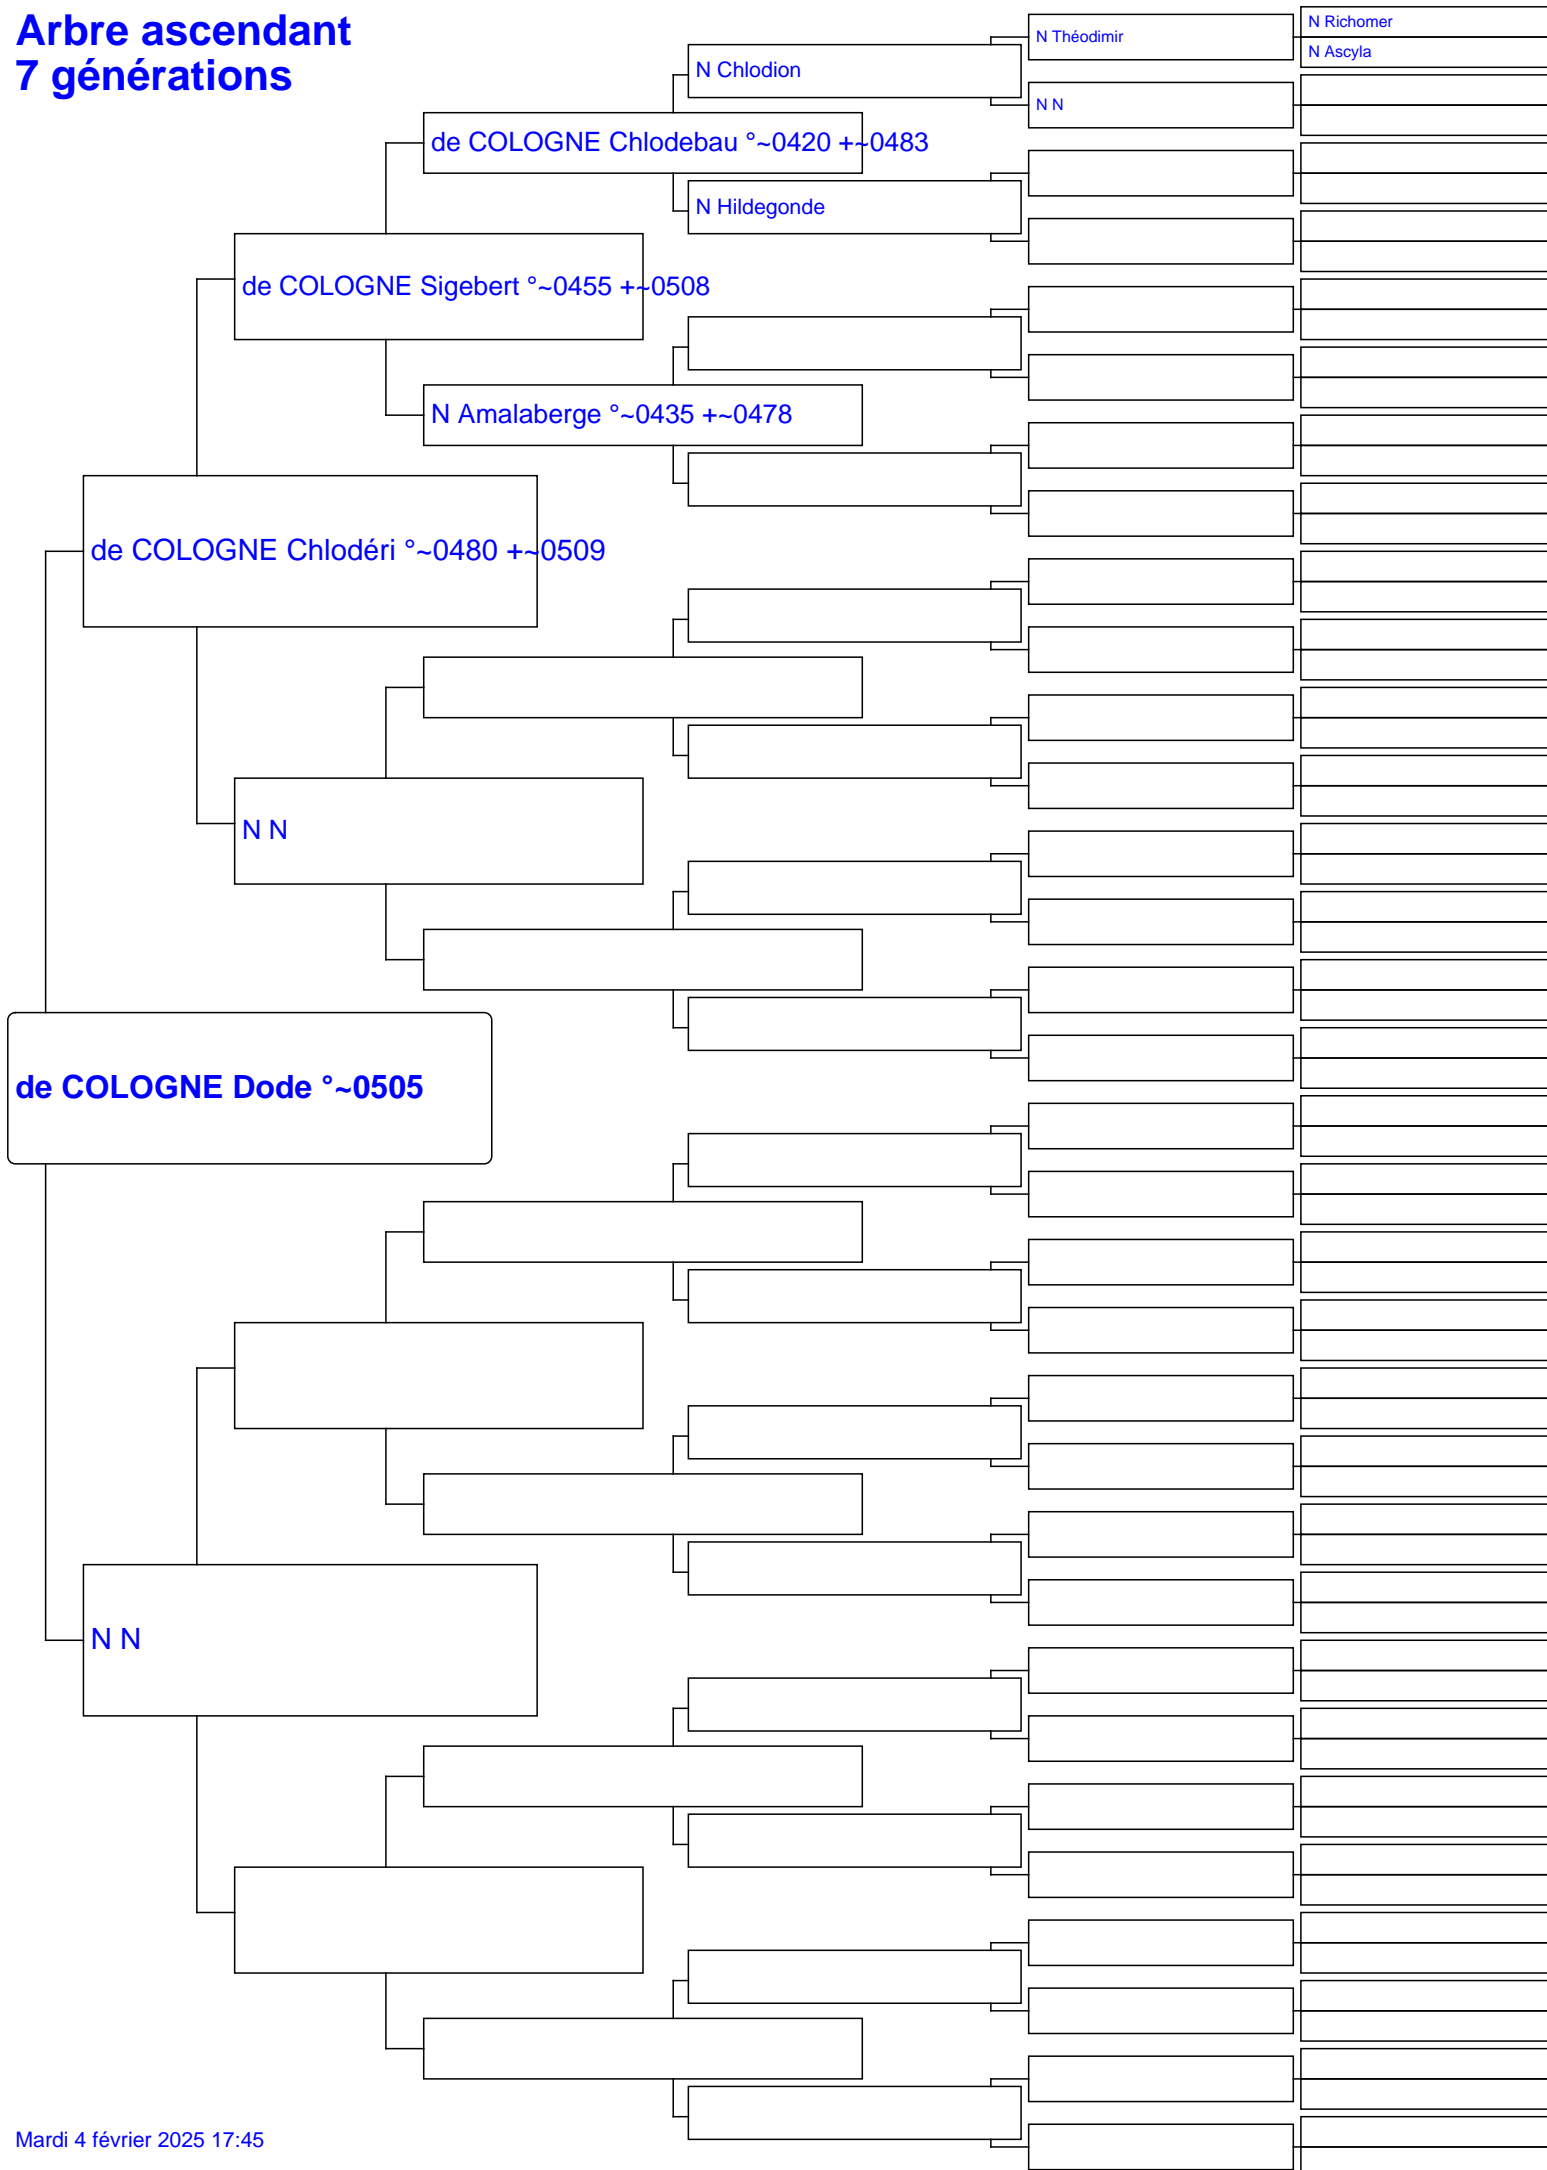 Arbre ascendant
7 générations
N Richomer
N Théodimir
N Ascyla
N Chlodion
N N
de COLOGNE Chlodebau °~0420 +~0483
N Hildegonde
de COLOGNE Sigebert °~0455 +~0508
N Amalaberge °~0435 +~0478
de COLOGNE Chlodéri °~0480 +~0509
N N
de COLOGNE Dode °~0505
N N
Mardi 4 février 2025 17:45